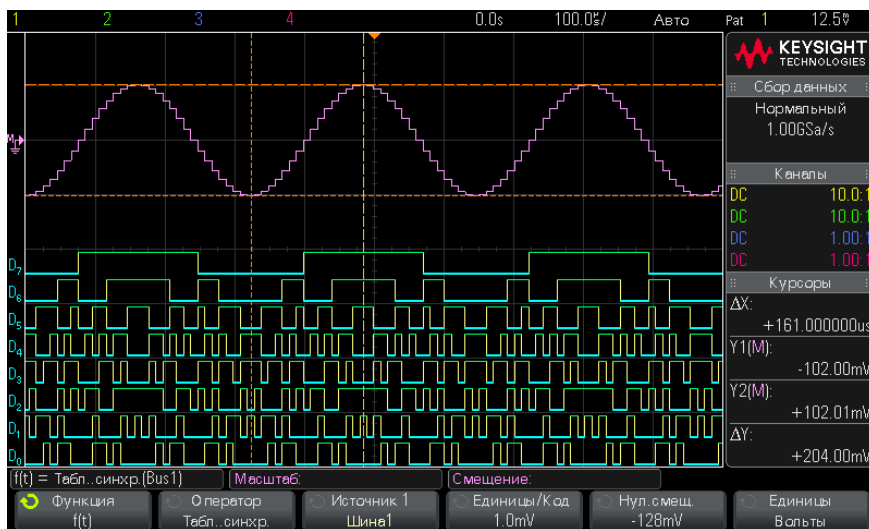 1 2 3 4 0.0s 100.0㎲/ Авто Pat 1 12.5㎷
KEYSIGHT
TECHNOLOGIES
Сбор данных
Нормальный
1.00GSa/s
Каналы
DC 10.0:1
DC 10.0:1
DC 1.00:1
DC 1.00:1
Курсоры
ΔX:
+161.000000us
Y1(M):
-102.00mV
Y2(M):
+102.01mV
ΔY:
+204.00mV
M
D7
D6
D5
D4
D3
D2
D1
D0
f(t) = Табл..синхр.(Bus1) Масштаб: Смещение:
Функция Оператор Источник 1 Единицы/Код Нул.смещ. Единицы
f(t) Табл..синхр. Шина1 1.0mV -128mV Вольты